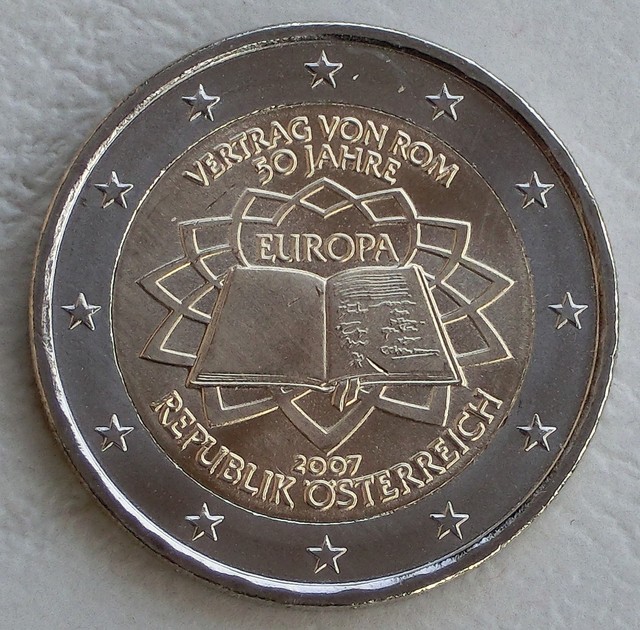 VERTRAG VON ROM
50 JAHRE
EUROPA
2007
REPUBLIK ÖSTERREICH